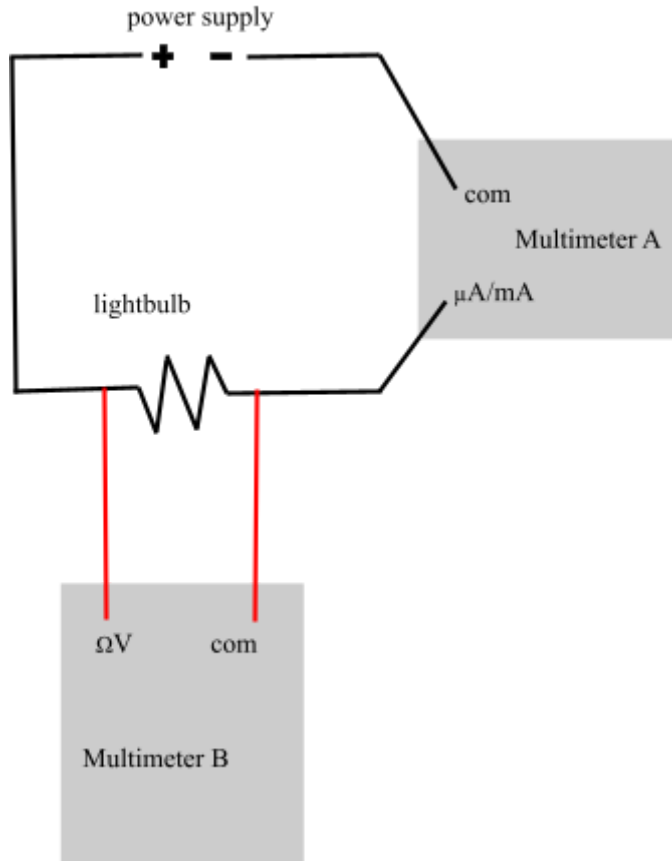 power supply
+ -
com
Multimeter A
µA/mA
lightbulb
ΩV com
Multimeter B